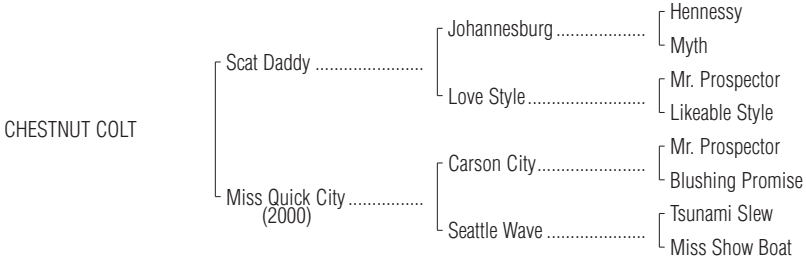 Hennessy
Johannesburg ...................
Myth
Scat Daddy .......................
Mr. Prospector
Love Style.........................
Likeable Style
CHESTNUT COLT
Mr. Prospector
Carson City.......................
Blushing Promise
Miss Quick City ................
(2000)
Tsunami Slew
Seattle Wave .....................
Miss Show Boat